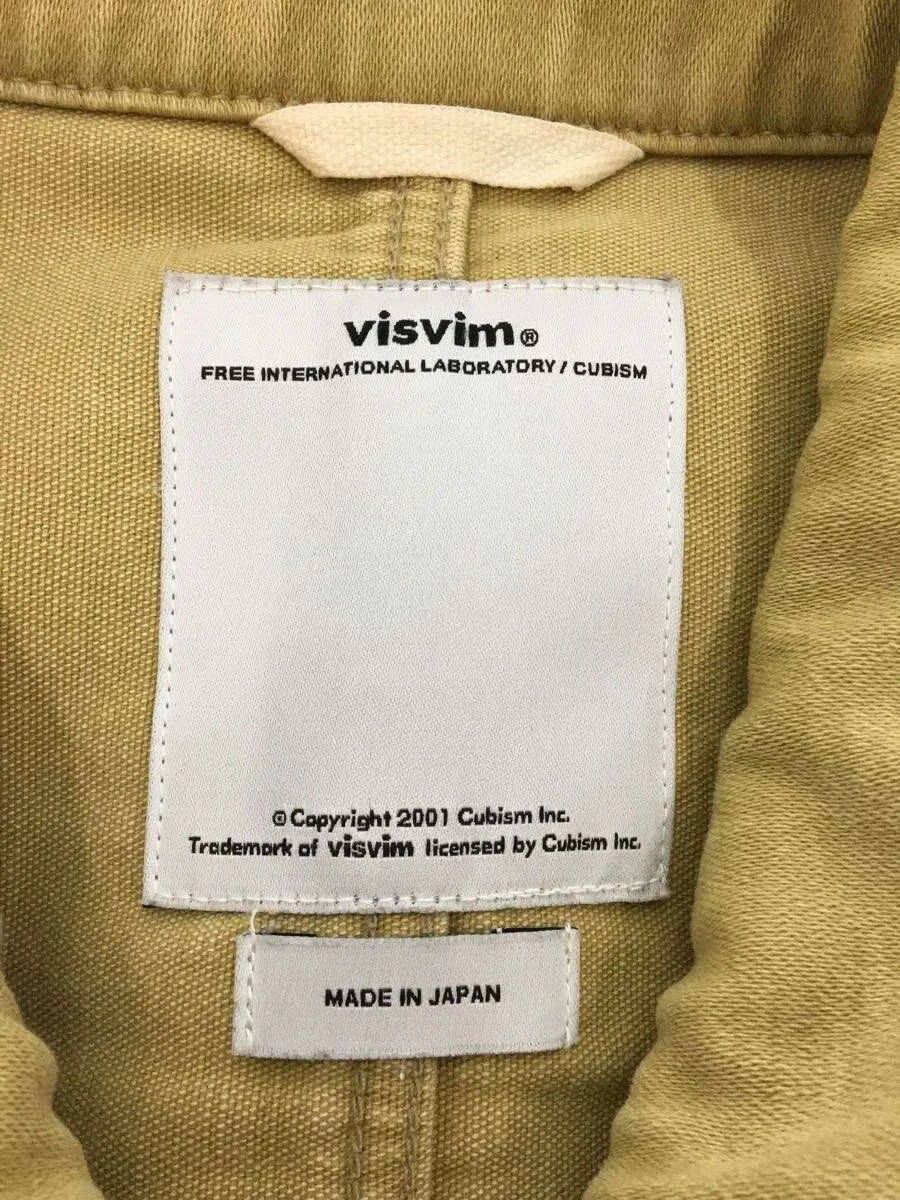 visvim®
FREE INTERNATIONAL LABORATORY / CUBISM
© Copyright 2001 Cubism Inc.
Trademark of visvim licensed by Cubism Inc.
MADE IN JAPAN